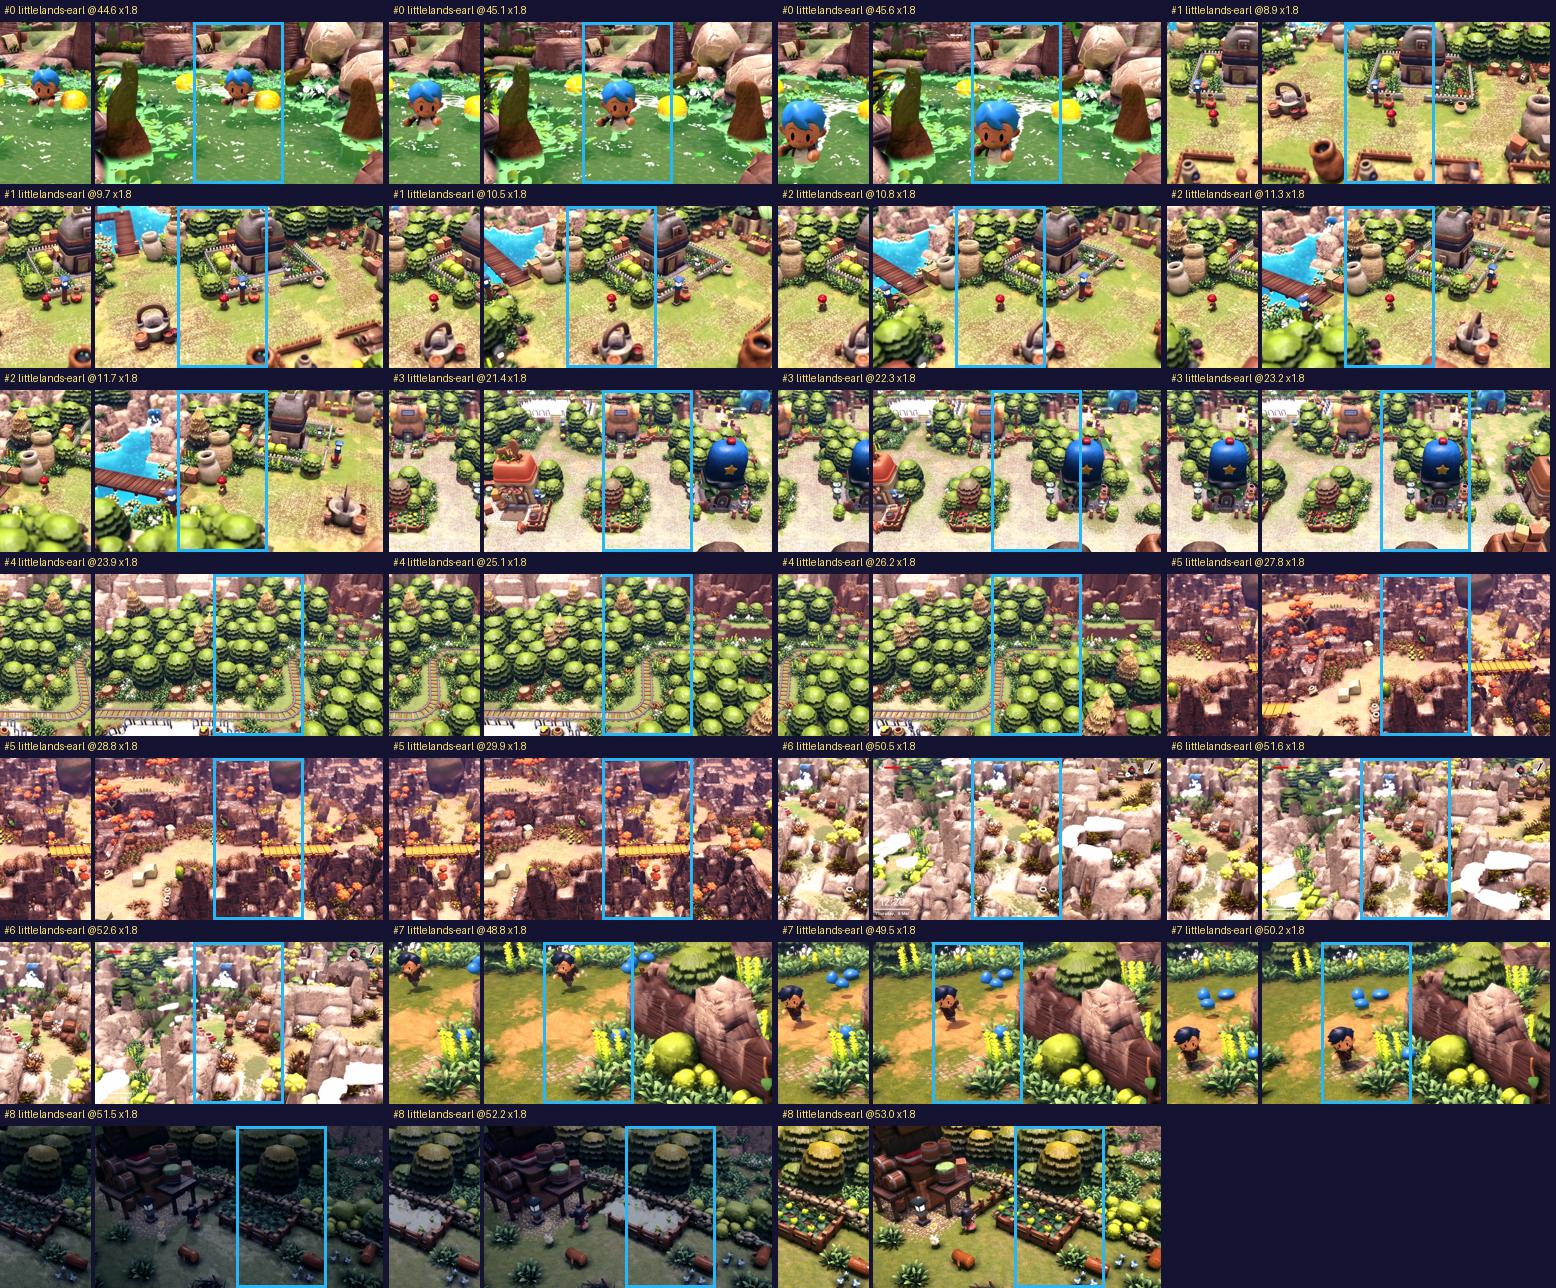 #0 littlelands-earl @44.6 x1.8
#0 littlelands-earl @45.1 x1.8
#0 littlelands-earl @45.6 x1.8
#1 littlelands-earl @8.9 x1.8
#1 littlelands-earl @9.7 x1.8
#1 littlelands-earl @10.5 x1.8
#2 littlelands-earl @10.8 x1.8
#2 littlelands-earl @11.3 x1.8
#2 littlelands-earl @11.7 x1.8
#3 littlelands-earl @21.4 x1.8
#3 littlelands-earl @22.3 x1.8
#3 littlelands-earl @23.2 x1.8
#4 littlelands-earl @23.9 x1.8
#4 littlelands-earl @25.1 x1.8
#4 littlelands-earl @26.2 x1.8
#5 littlelands-earl @27.8 x1.8
#5 littlelands-earl @28.8 x1.8
#5 littlelands-earl @29.9 x1.8
#6 littlelands-earl @50.5 x1.8
#6 littlelands-earl @51.6 x1.8
#6 littlelands-earl @52.6 x1.8
#7 littlelands-earl @48.8 x1.8
#7 littlelands-earl @49.5 x1.8
#7 littlelands-earl @50.2 x1.8
#8 littlelands-earl @51.5 x1.8
#8 littlelands-earl @52.2 x1.8
#8 littlelands-earl @53.0 x1.8